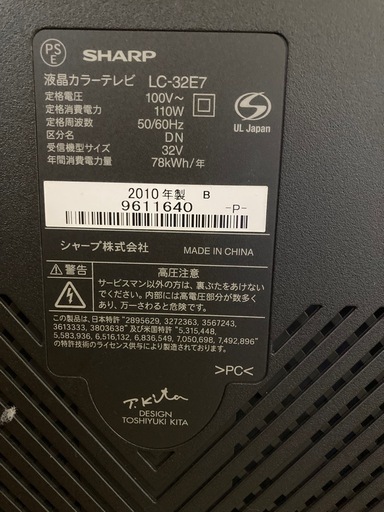 PS
E
SHARP
液晶カラーテレビ LC-32E7
定格電圧 100V~
定格消費電力 110W
定格周波数 50/60Hz
区分名 DN
受信機型サイズ 32V
年間消費電力量 78kWh/年
UL Japan
2010年製 B
9611640 -P-
シャープ株式会社 MADE IN CHINA
警告 高圧注意
サービスマン以外の方は、裏ぶたをあけないで
ください。内部には高電圧部分が数多く
あり、万一さわると危険です。
この製品は、日本特許 "2895629, 3272363, 3567243,
3613333, 3803638" 及び米国特許 "5,315,448,
5,583,936, 6,516,132, 6,836,549, 7,050,698, 7,492,896"
の特許技術のライセンス供与により製造されております。
>PC<
T.Kita
DESIGN
TOSHIYUKI KITA